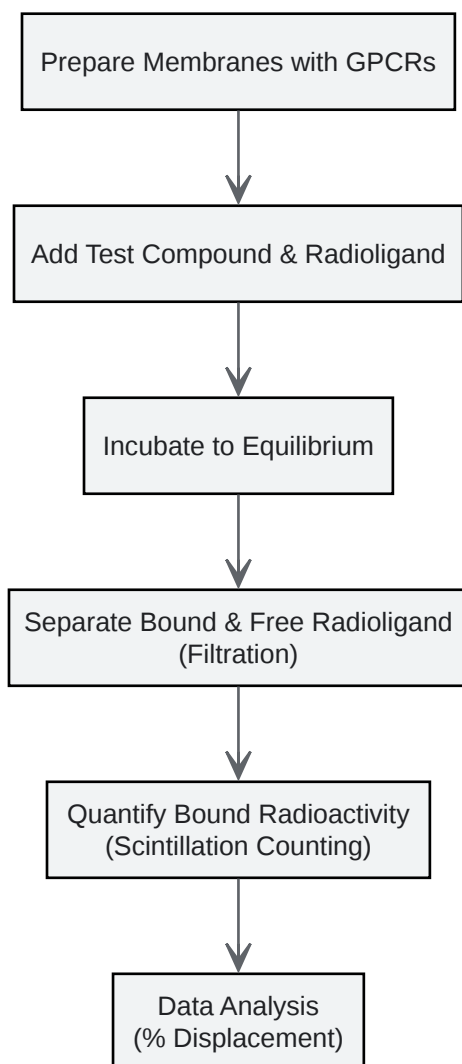 Prepare Membranes with GPCRs
Add Test Compound & Radioligand
Incubate to Equilibrium
Separate Bound & Free Radioligand
(Filtration)
Quantify Bound Radioactivity
(Scintillation Counting)
Data Analysis
(% Displacement)